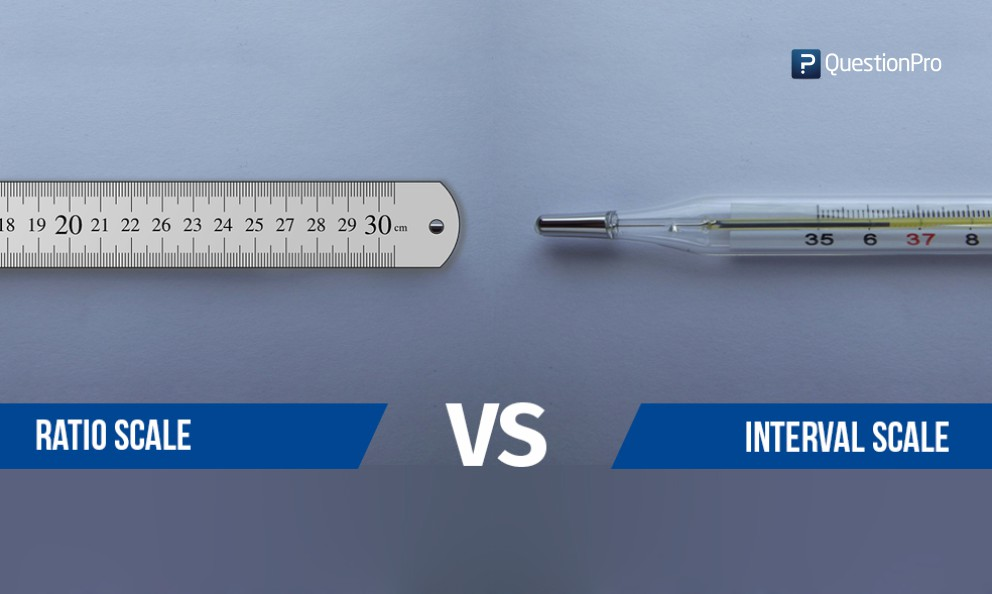 QuestionPro
18 19 20 21 22 26 23 24 25 27 28 29 30 cm
35 6 37 8
RATIO SCALE VS INTERVAL SCALE